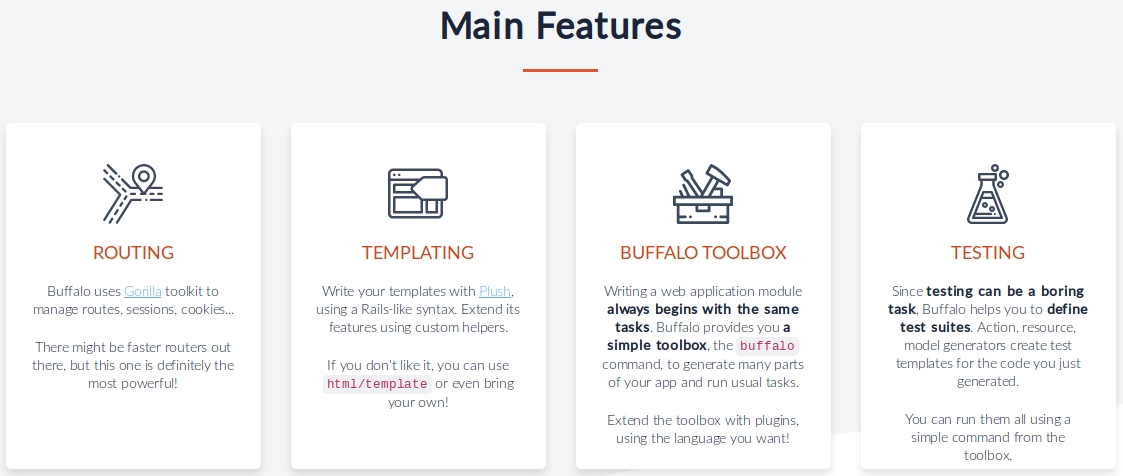 Main Features
ROUTING
Buffalo uses Gorilla toolkit to
manage routes, sessions, cookies...
There might be faster routers out
there, but this one is definitely the
most powerful!
TEMPLATING
Write your templates with Plush,
using a Rails-like syntax. Extend its
features using custom helpers.
If you don't like it, you can use
html/template or even bring
your own!
BUFFALO TOOLBOX
Writing a web application module
always begins with the same
tasks. Buffalo provides you a
simple toolbox, the buffalo
command, to generate many parts
of your app and run usual tasks.
Extend the toolbox with plugins,
using the language you want!
TESTING
Since testing can be a boring
task, Buffalo helps you to define
test suites. Action, resource,
model generators create test
templates for the code you just
generated.
You can run them all using a
simple command from the
toolbox.